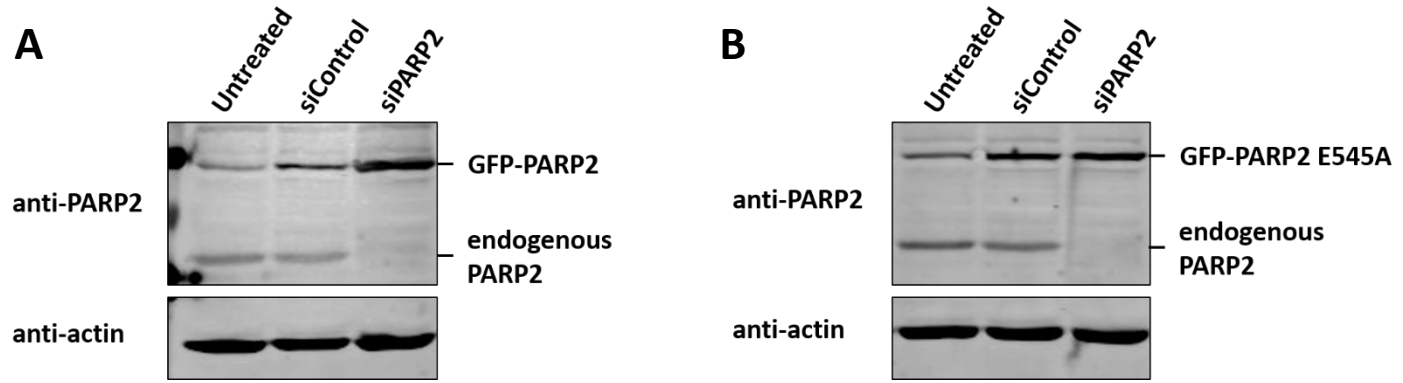 A
Untreated
siControl
siPARP2
anti-PARP2
GFP-PARP2
endogenous
PARP2
anti-actin
B
Untreated
siControl
siPARP2
anti-PARP2
GFP-PARP2 E545A
endogenous
PARP2
anti-actin